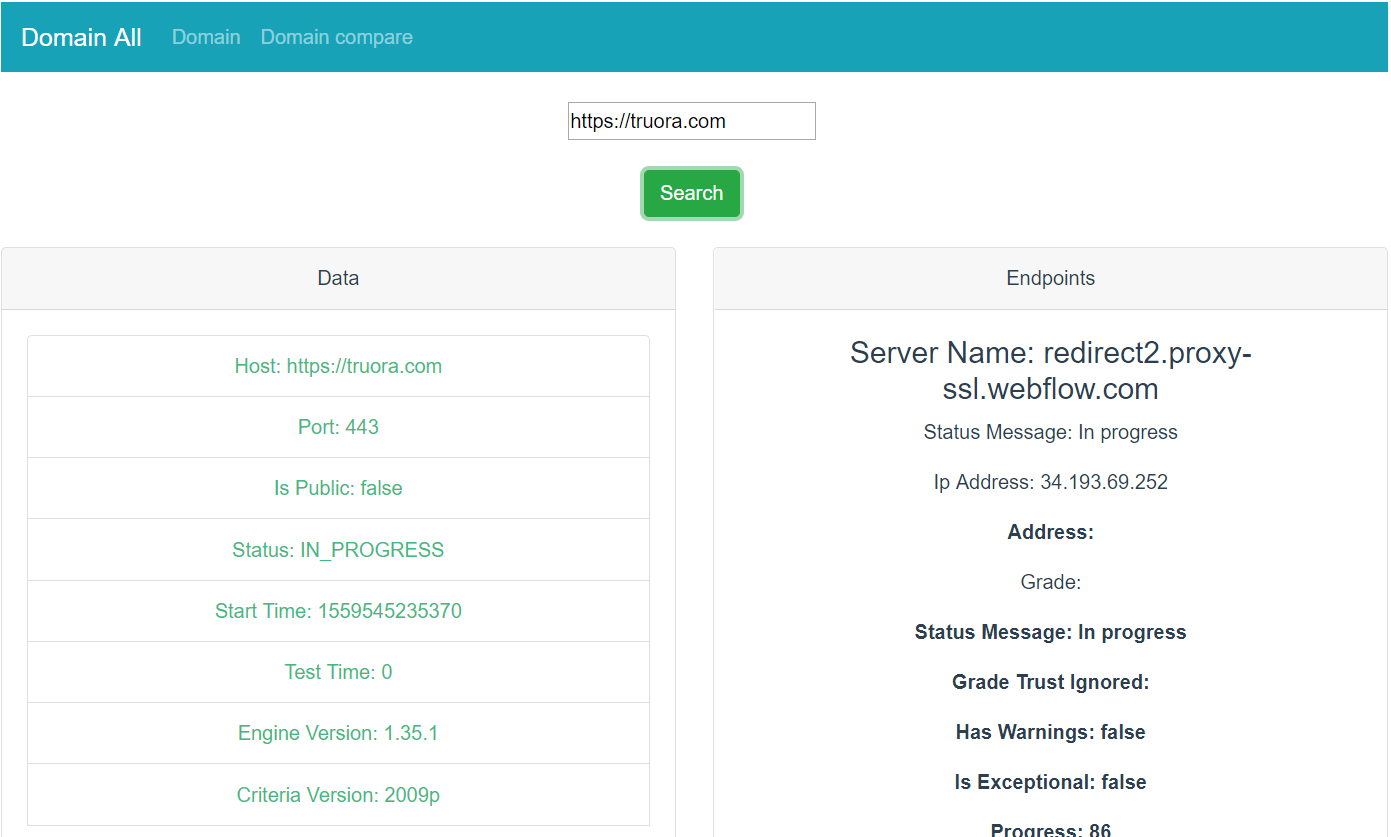 Domain All Domain Domain compare
https://truora.com
Search
Data
Host: https://truora.com
Port: 443
Is Public: false
Status: IN_PROGRESS
Start Time: 1559545235370
Test Time: 0
Engine Version: 1.35.1
Criteria Version: 2009p
Endpoints
Server Name: redirect2.proxy-
ssl.webflow.com
Status Message: In progress
Ip Address: 34.193.69.252
Address:
Grade:
Status Message: In progress
Grade Trust Ignored:
Has Warnings: false
Is Exceptional: false
Progress: 86